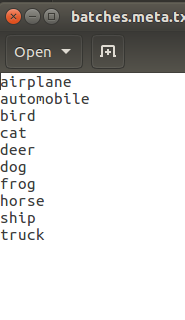 batches.meta.tx
Open
airplane
automobile
bird
cat
deer
dog
frog
horse
ship
truck